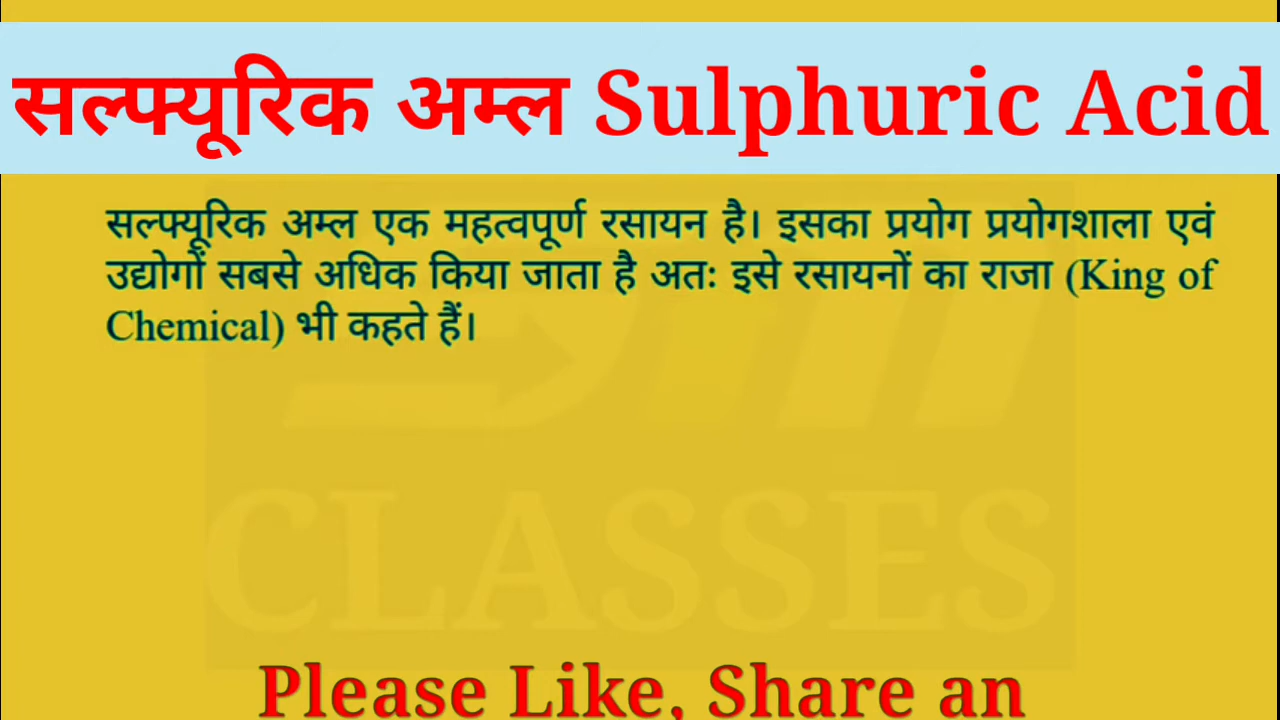 सल्फ्यूरिक अम्ल Sulphuric Acid
सल्फ्यूरिक अम्ल एक महत्वपूर्ण रसायन है। इसका प्रयोग प्रयोगशाला एवं
उद्योगों सबसे अधिक किया जाता है अतः इसे रसायनों का राजा (King of
Chemical) भी कहते हैं।
CLASSES
Please Like, Share an